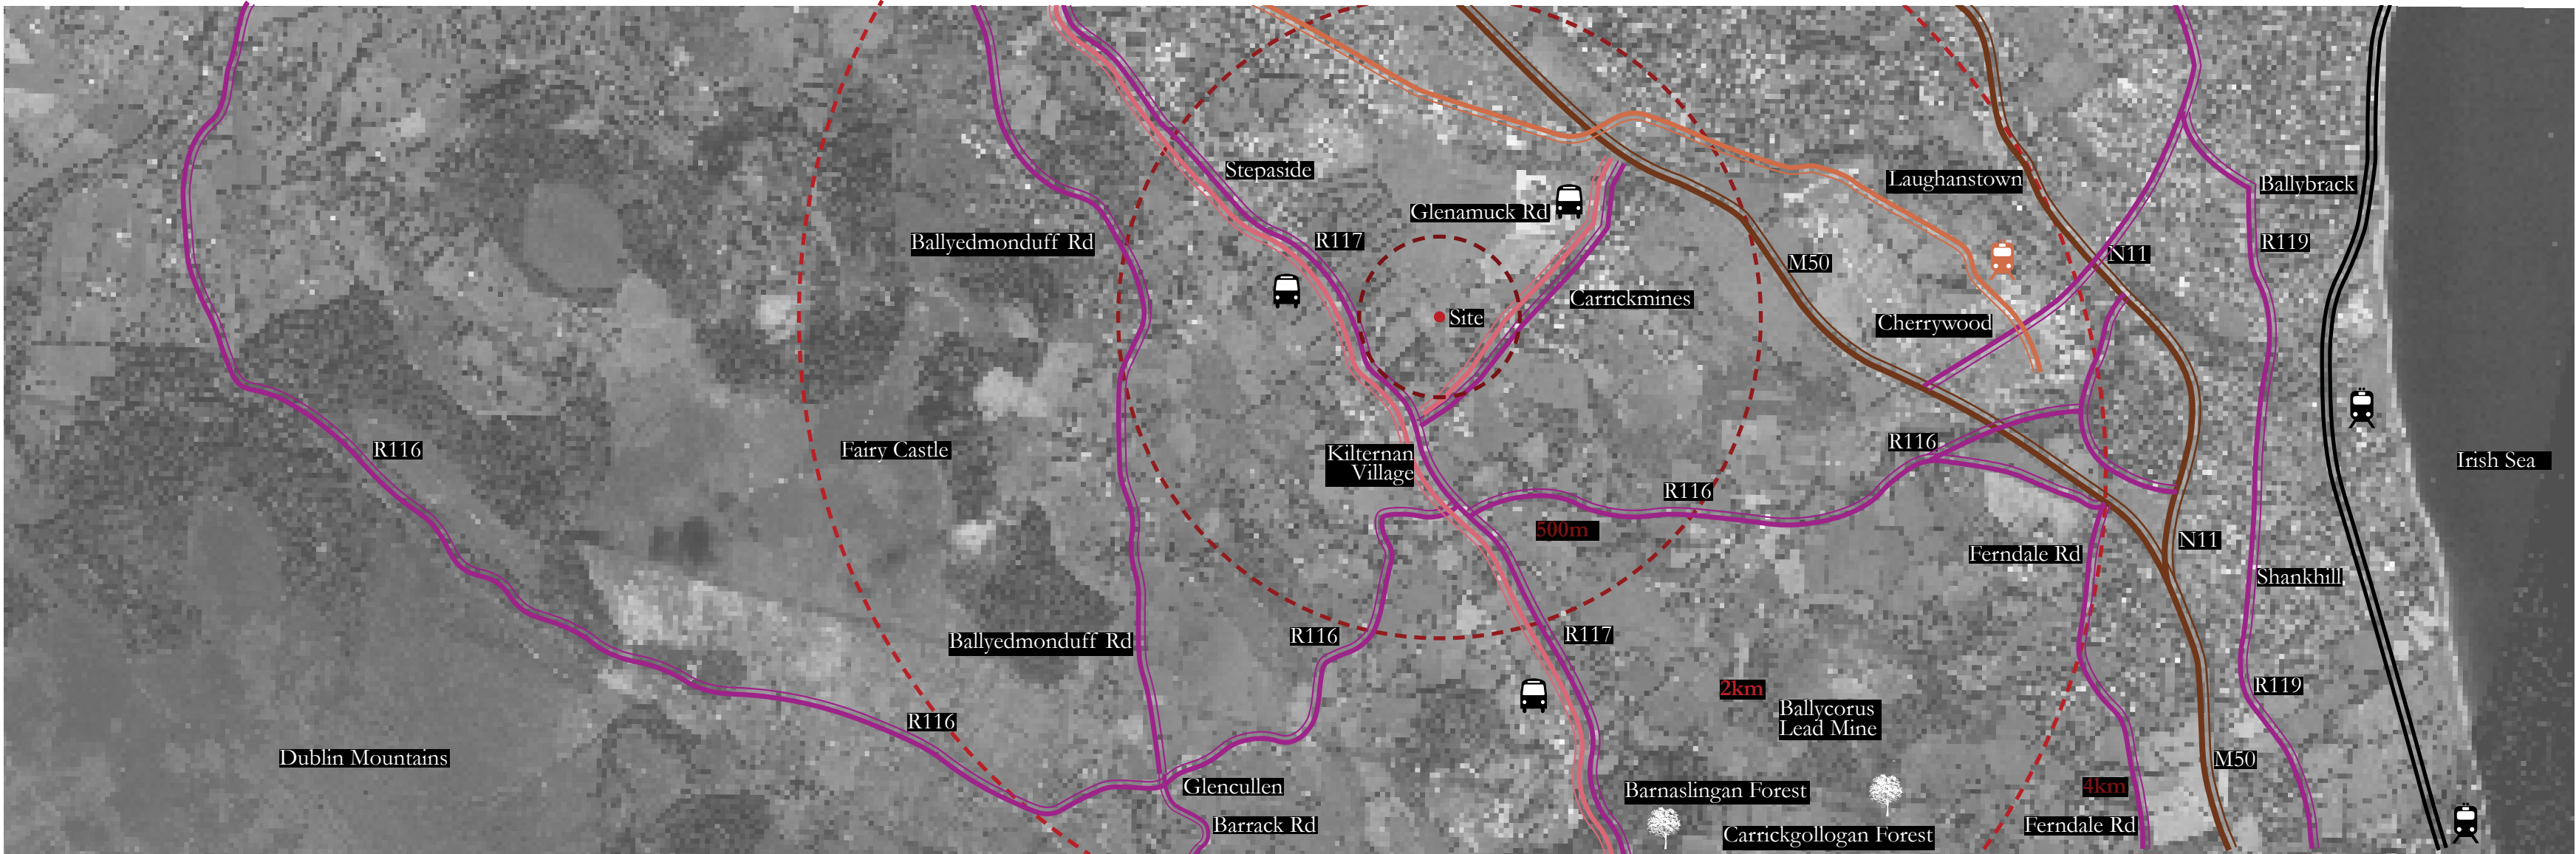 Stepaside
Laughanstown
Ballybrack
Glenamuck Rd
Ballyedmonduff Rd
R117
R119
N11
M50
Carrickmines
Site
Cherrywood
R116
Fairy Castle
Kilternan
Village
R116
Irish Sea
R116
500m
N11
Ferndale Rd
Shankhill
R116
R117
Ballyedmonduff Rd
2km
R119
Ballycorus
Lead Mine
R116
Dublin Mountains
M50
Glencullen
Barnaslingan Forest
4km
Barrack Rd
Carrickgollogan Forest
Ferndale Rd